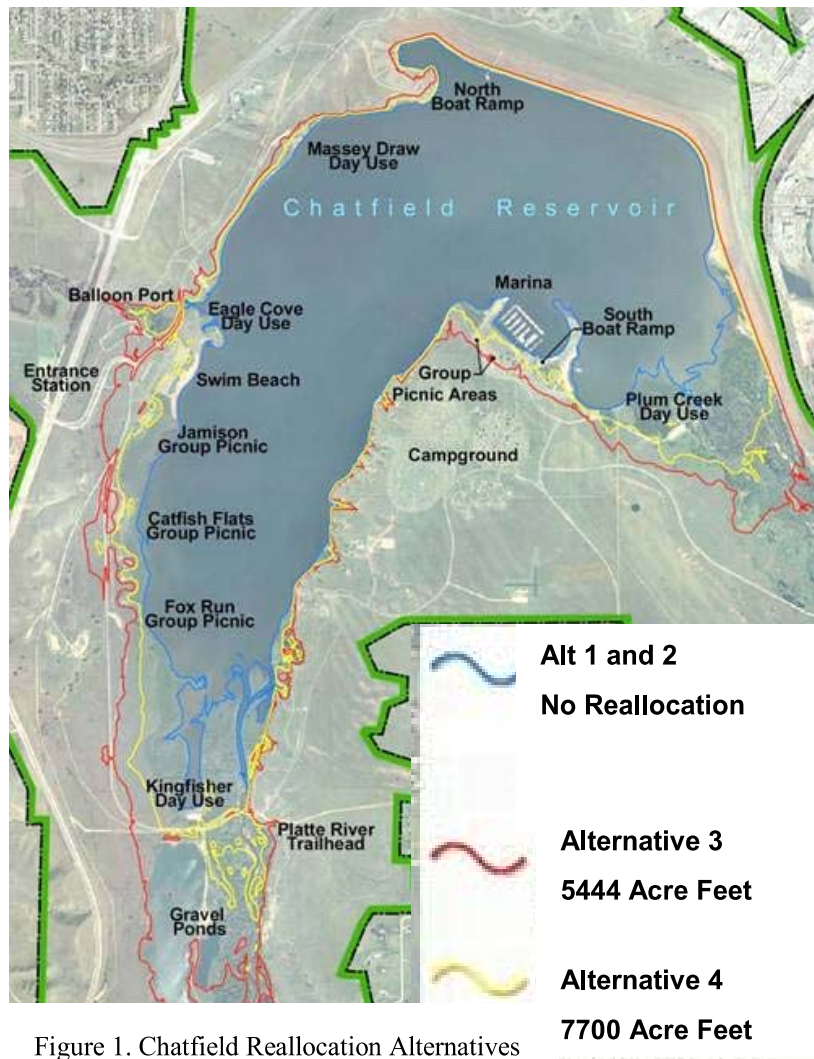 North
Boat Ramp
Massey Draw
Day Use
Chatfield Reservoir
Balloon Port
Eagle Cove
Day Use
Marina
South
Boat Ramp
Entrance
Station
Swim Beach
Group
Picnic Areas
Plum Creek
Day Use
Jamison
Group Picnic
Campground
Catfish Flats
Group Picnic
Fox Run
Group Picnic
Kingfisher
Day Use
Platte River
Trailhead
Gravel
Ponds
Alt 1 and 2
No Reallocation
Alternative 3
5444 Acre Feet
Alternative 4
7700 Acre Feet
Figure 1. Chatfield Reallocation Alternatives